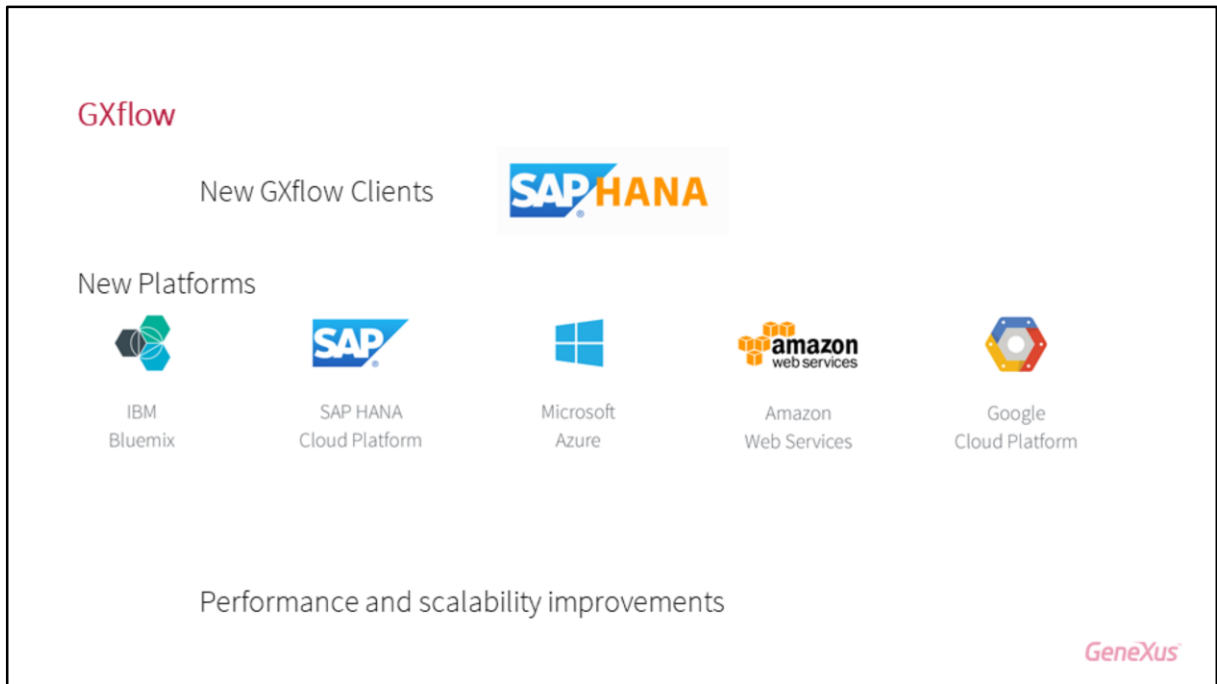 GXflow
New GXflow Clients
SAP HANA
®
New Platforms
SAP
®
amazon
web services
IBM
Bluemix
SAP HANA
Cloud Platform
Microsoft
Azure
Amazon
Web Services
Google
Cloud Platform
Performance and scalability improvements
GeneXus